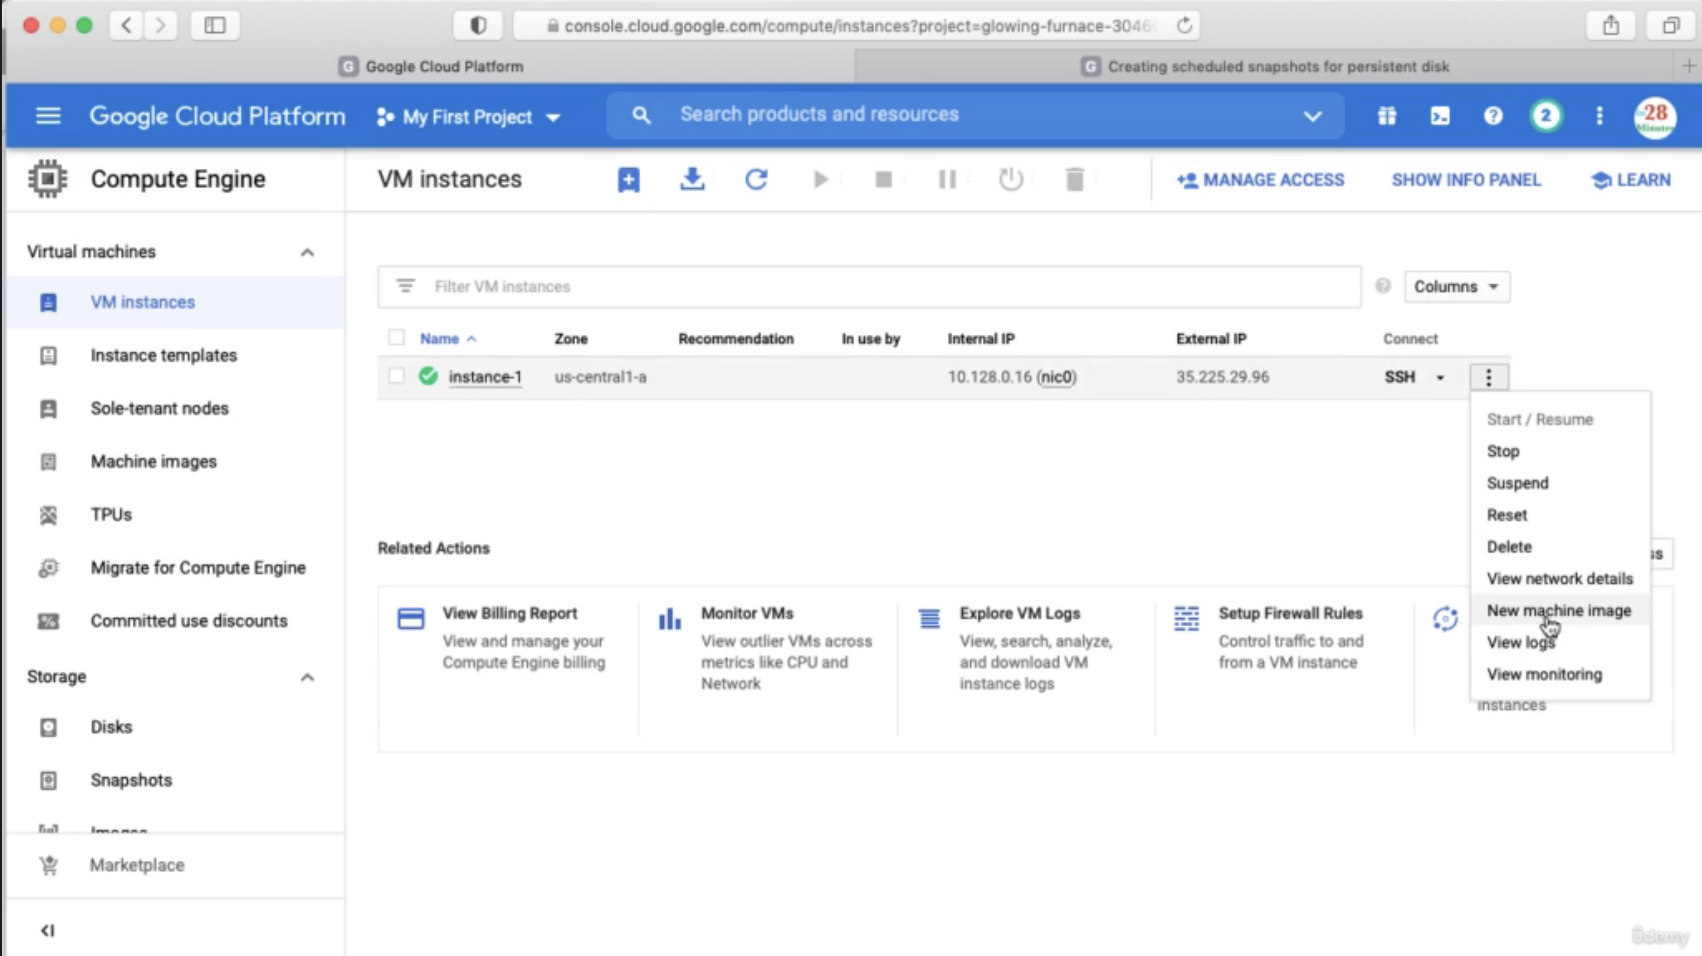 console.cloud.google.com/compute/instances?project=glowing-furnace-3046
G Google Cloud Platform
G Creating scheduled snapshots for persistent disk
Google Cloud Platform
My First Project
Search products and resources
2
28
Minutes
Compute Engine
VM instances
MANAGE ACCESS
SHOW INFO PANEL
LEARN
Virtual machines
VM instances
Instance templates
Sole-tenant nodes
Machine images
TPUs
Migrate for Compute Engine
Committed use discounts
Storage
Disks
Snapshots
Images
Marketplace
Filter VM instances
Columns
Name Zone Recommendation In use by Internal IP External IP Connect
instance-1 us-central1-a 10.128.0.16 (nic0) 35.225.29.96 SSH
Start / Resume
Stop
Suspend
Reset
Delete
View network details
New machine image
View logs
View monitoring
Related Actions
View Billing Report
View and manage your
Compute Engine billing
Monitor VMs
View outlier VMs across
metrics like CPU and
Network
Explore VM Logs
View, search, analyze,
and download VM
instance logs
Setup Firewall Rules
Control traffic to and
from a VM instance
instances
ûdemy